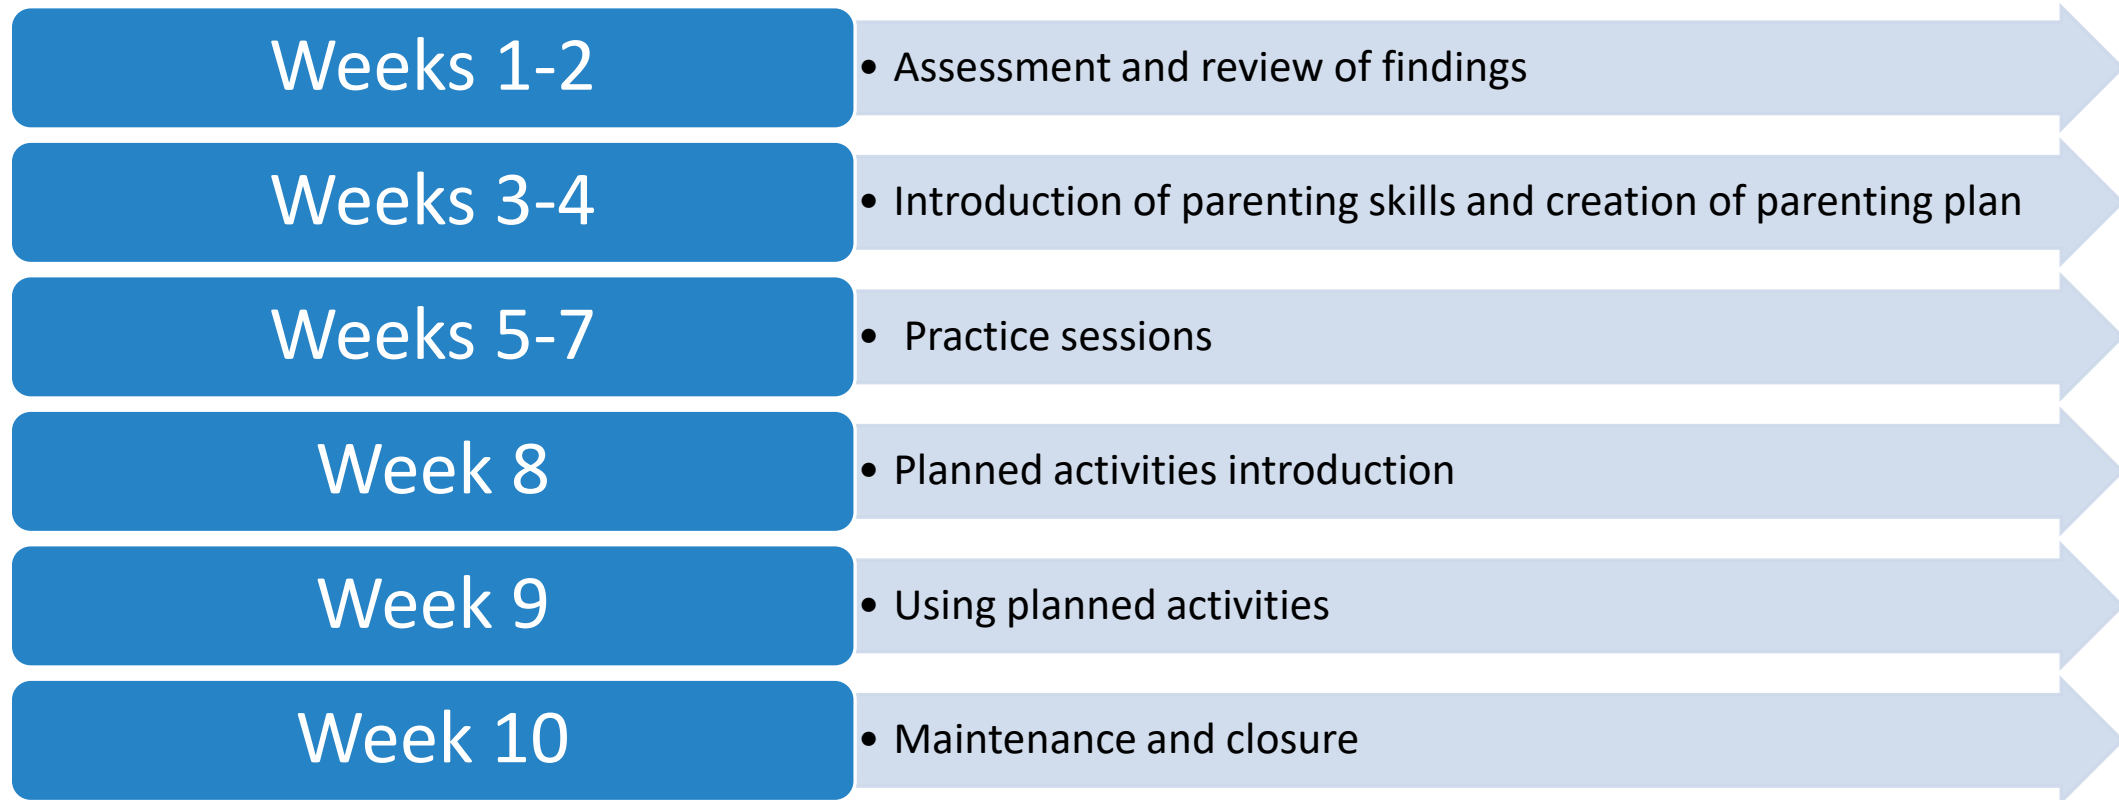 Weeks 1-2
• Assessment and review of findings
Weeks 3-4
• Introduction of parenting skills and creation of parenting plan
Weeks 5-7
• Practice sessions
Week 8
• Planned activities introduction
Week 9
• Using planned activities
Week 10
• Maintenance and closure